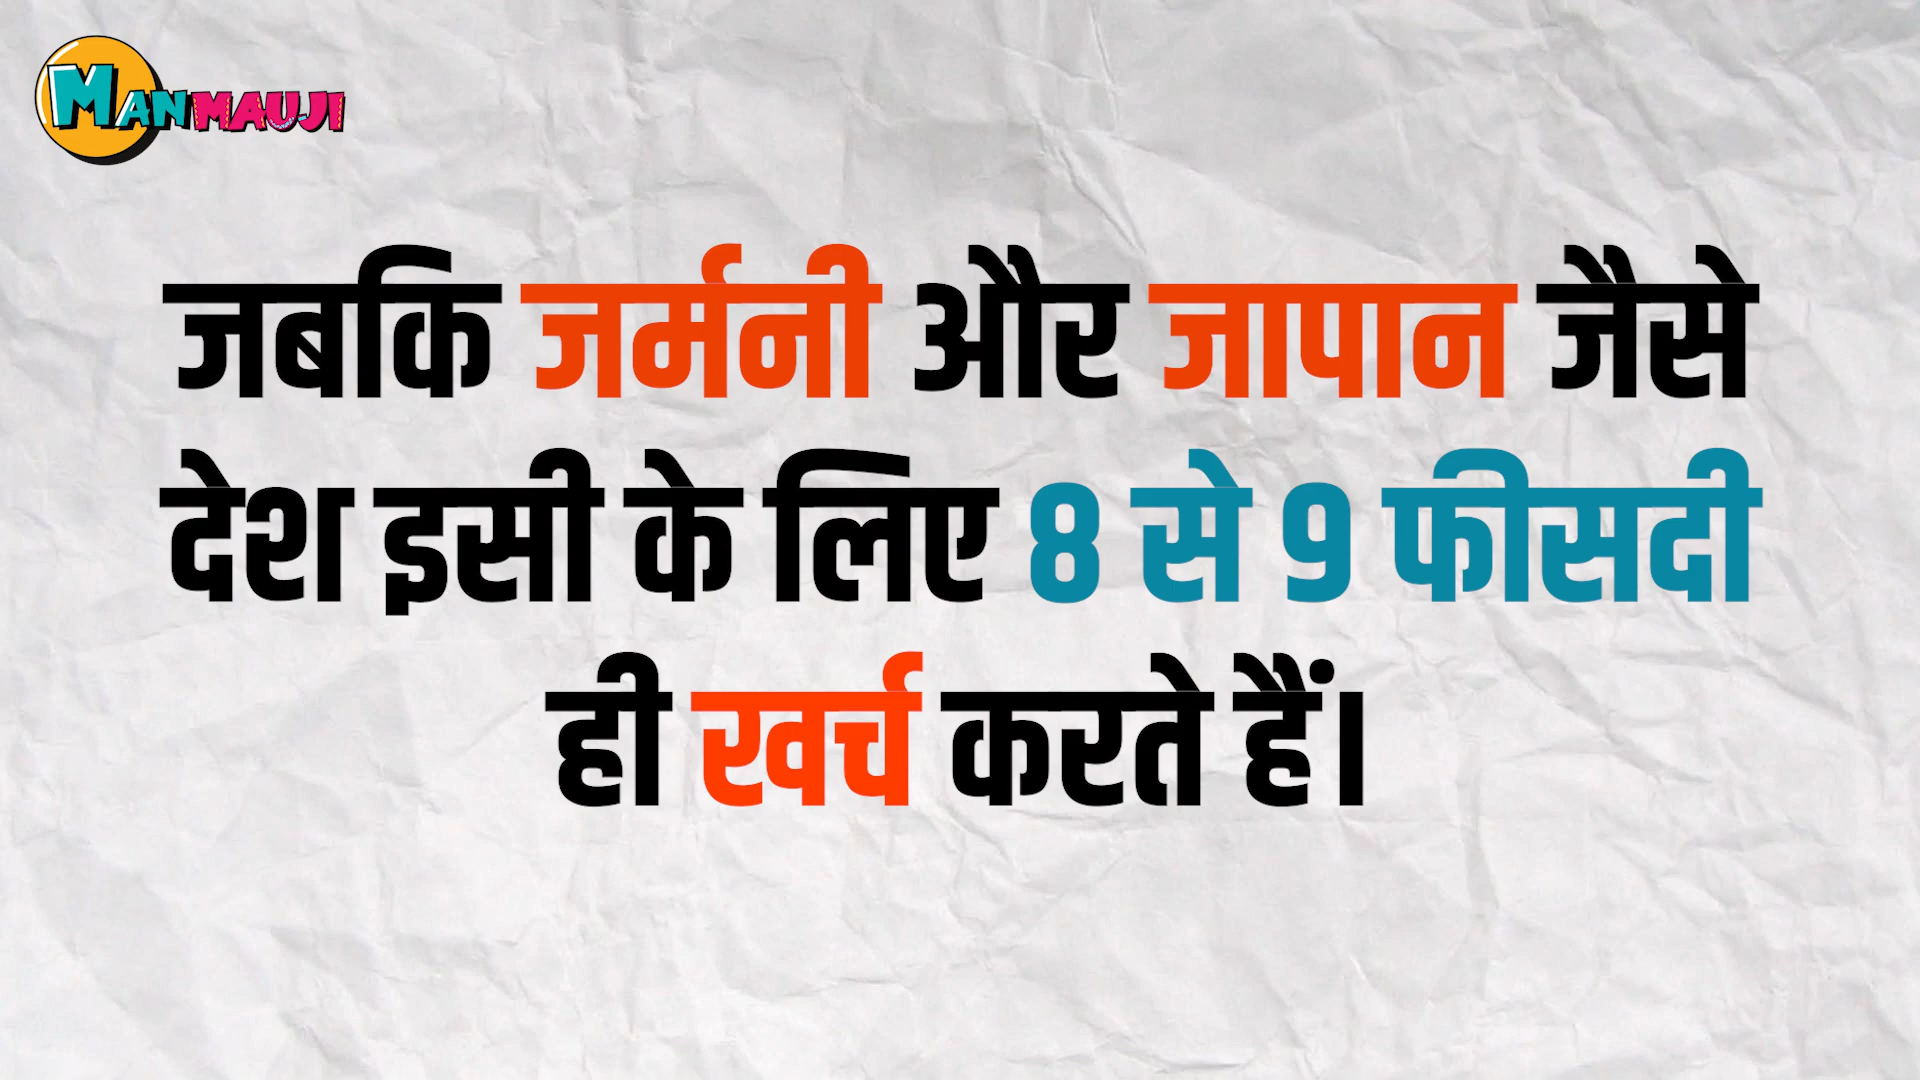 MANMAUJI
जबकि जर्मनी और जापान जैसे
देश इसी के लिए 8 से 9 फीसदी
ही खर्च करते हैं।